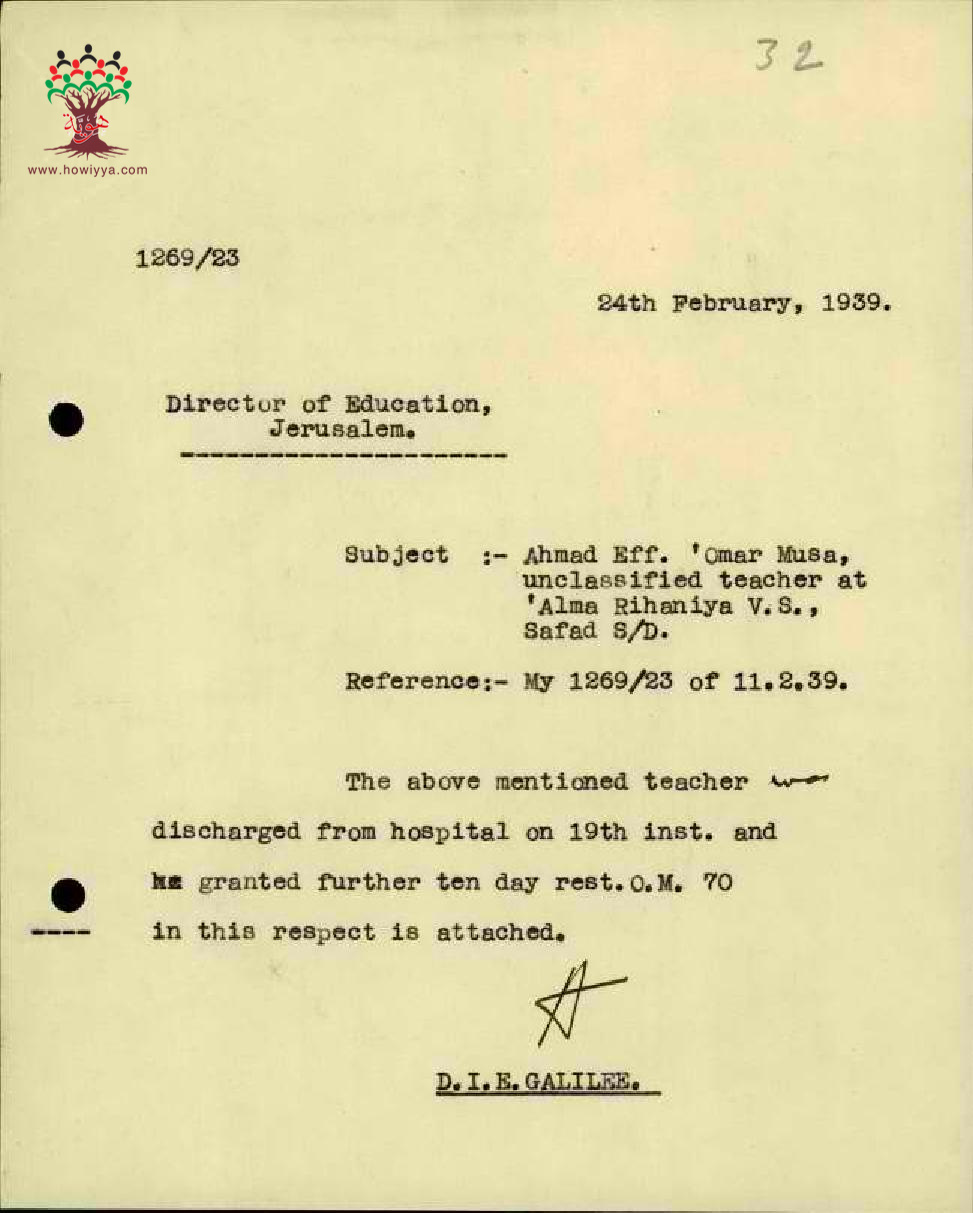 32
هوية
www.howiyya.com
1269/23
24th February, 1939.
Director of Education,
Jerusalem.
Subject :- Ahmad Eff. 'Omar Musa,
unclassified teacher at
'Alma Rihaniya V.S.,
Safad S/D.
Reference:- My 1269/23 of 11.2.39.
The above mentioned teacher was
discharged from hospital on 19th inst. and
granted further ten day rest. O.M. 70
in this respect is attached.
D.I.E. GALILEE.